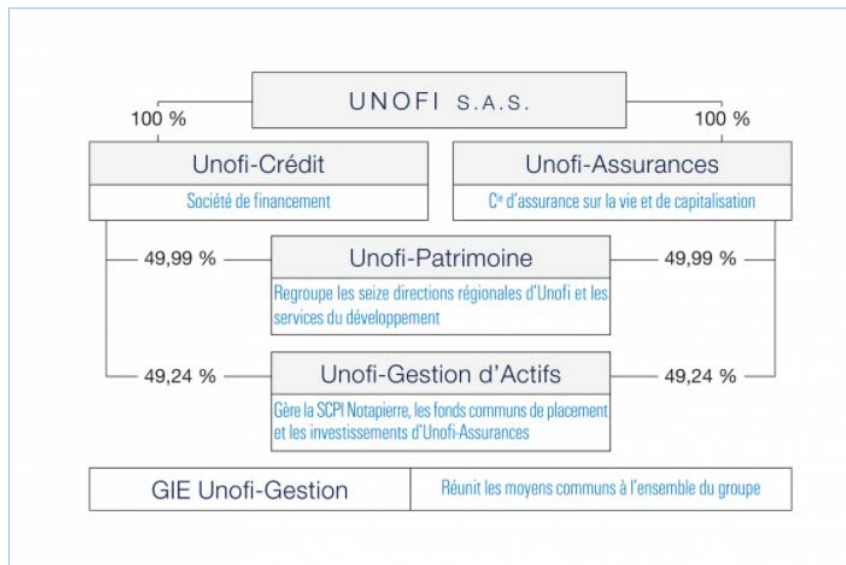 UNOFI S.A.S.
100 %
100 %
Unofi-Crédit
Unofi-Assurances
Société de financement
Cie d'assurance sur la vie et de capitalisation
49,99 %
Unofi-Patrimoine
49,99 %
Regroupe les seize directions régionales d'Unofi et les
services du développement
49,24 %
Unofi-Gestion d'Actifs
49,24 %
Gère la SCPI Notapierre, les fonds communs de placement
et les investissements d'Unofi-Assurances
GIE Unofi-Gestion
Réunit les moyens communs à l'ensemble du groupe